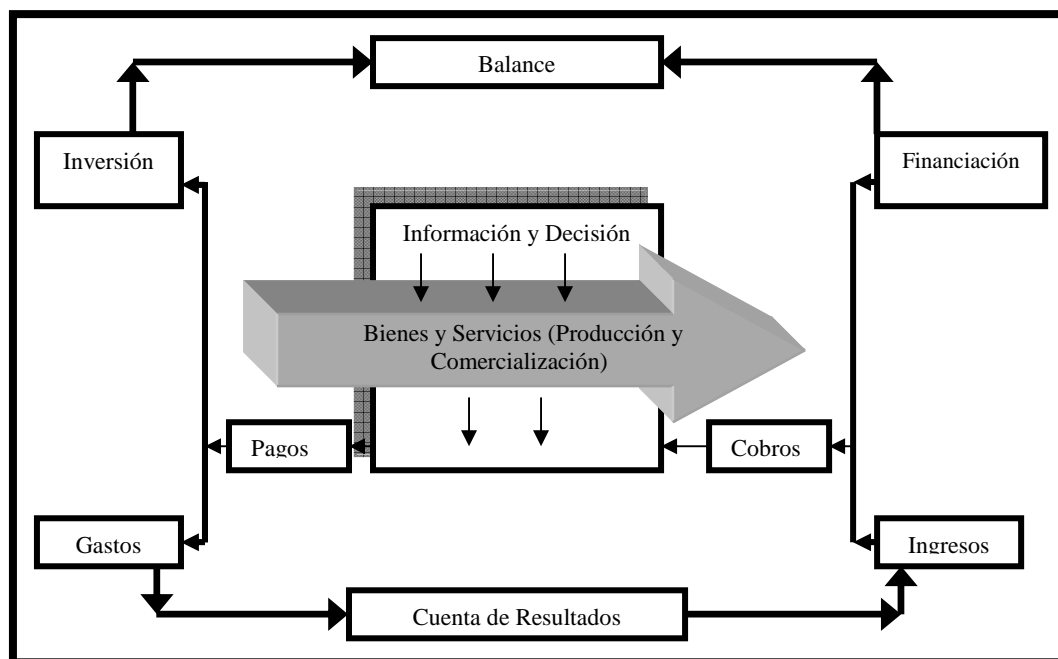 Balance
Inversión
Financiación
Información y Decisión
Bienes y Servicios (Producción y
Comercialización)
Pagos
Cobros
Gastos
Ingresos
Cuenta de Resultados